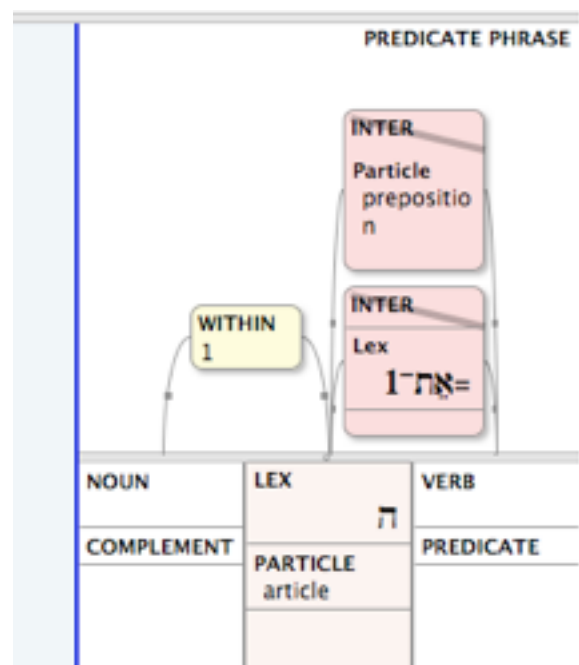 PREDICATE PHRASE
INTER
Particle
prepositio
n
INTER
Lex
=אֵת־1
WITHIN
1
NOUN
LEX
VERB
ה
COMPLEMENT
PARTICLE
PREDICATE
article